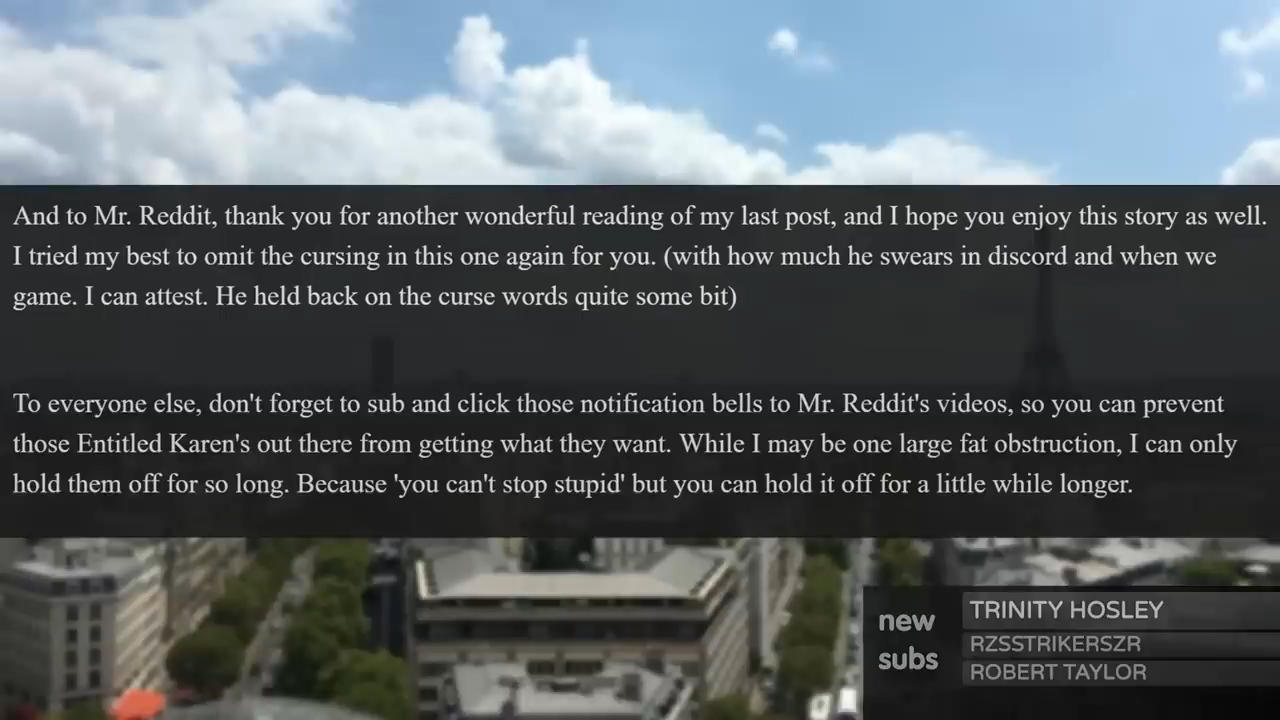 And to Mr. Reddit, thank you for another wonderful reading of my last post, and I hope you enjoy this story as well.
I tried my best to omit the cursing in this one again for you. (with how much he swears in discord and when we
game. I can attest. He held back on the curse words quite some bit)
To everyone else, don't forget to sub and click those notification bells to Mr. Reddit's videos, so you can prevent
those Entitled Karen's out there from getting what they want. While I may be one large fat obstruction, I can only
hold them off for so long. Because 'you can't stop stupid' but you can hold it off for a little while longer.
new
subs
TRINITY HOSLEY
RZSSTRIKERSZR
ROBERT TAYLOR